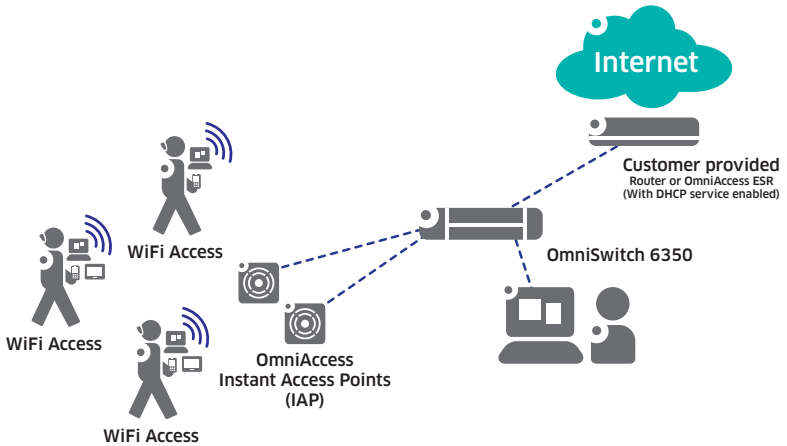 Internet
Customer provided
Router or OmniAccess ESR
(With DHCP service enabled)
WiFi Access
OmniSwitch 6350
WiFi Access
OmniAccess
Instant Access Points
(IAP)
WiFi Access